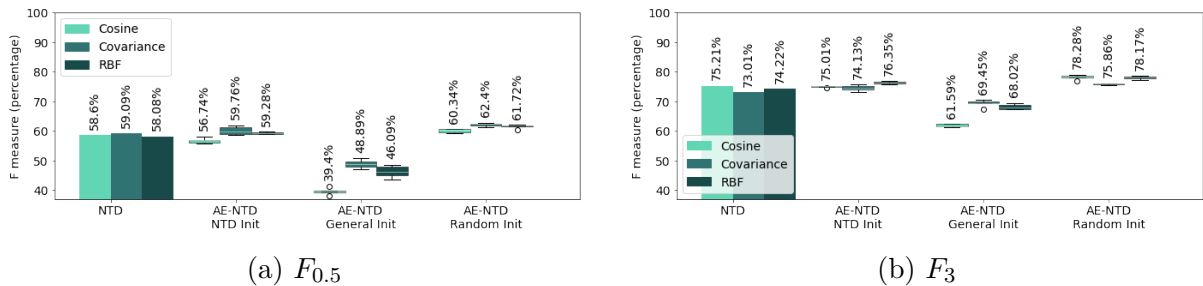 100
90
80
70
60
50
40
F measure (percentage)
Cosine
Covariance
RBF
58.6%
59.09%
58.08%
56.74%
59.76%
59.28%
39.4%
48.89%
46.09%
60.34%
62.4%
61.72%
NTD
AE-NTD
NTD Init
AE-NTD
General Init
AE-NTD
Random Init
(a) F0.5
100
90
80
70
60
50
40
F measure (percentage)
75.21%
73.01%
74.22%
75.01%
74.13%
76.35%
61.59%
69.45%
68.02%
78.28%
75.86%
78.17%
Cosine
Covariance
RBF
NTD
AE-NTD
NTD Init
AE-NTD
General Init
AE-NTD
Random Init
(b) F3